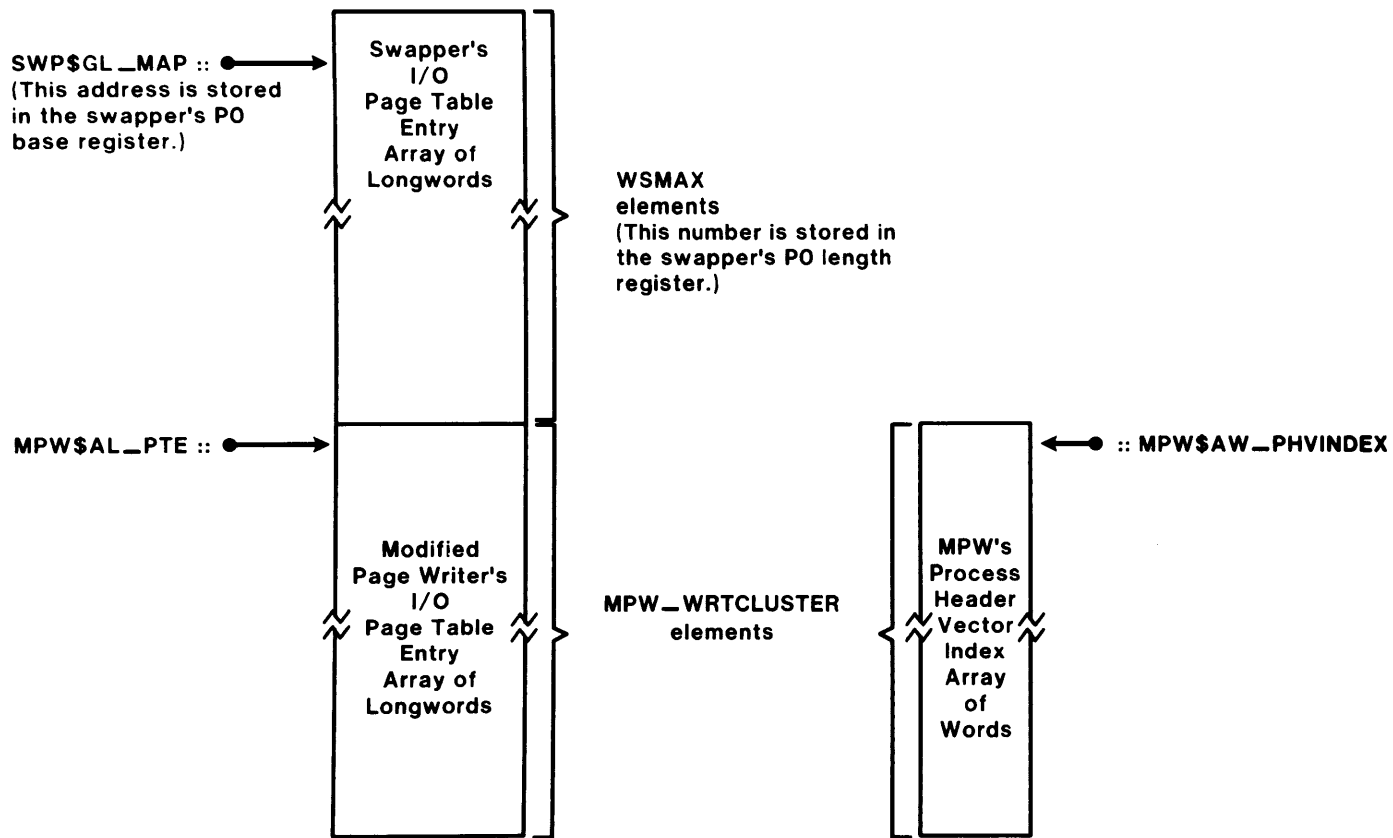 SWP$GL_MAP ::
(This address is stored
in the swapper's P0
base register.)
Swapper's
I/O
Page Table
Entry
Array of
Longwords
WSMAX
elements
(This number is stored in
the swapper's P0 length
register.)
MPW$AL_PTE ::
:: MPW$AW_PHVINDEX
Modified
Page Writer's
I/O
Page Table
Entry
Array of
Longwords
MPW_WRTCLUSTER
elements
MPW's
Process
Header
Vector
Index
Array
of
Words